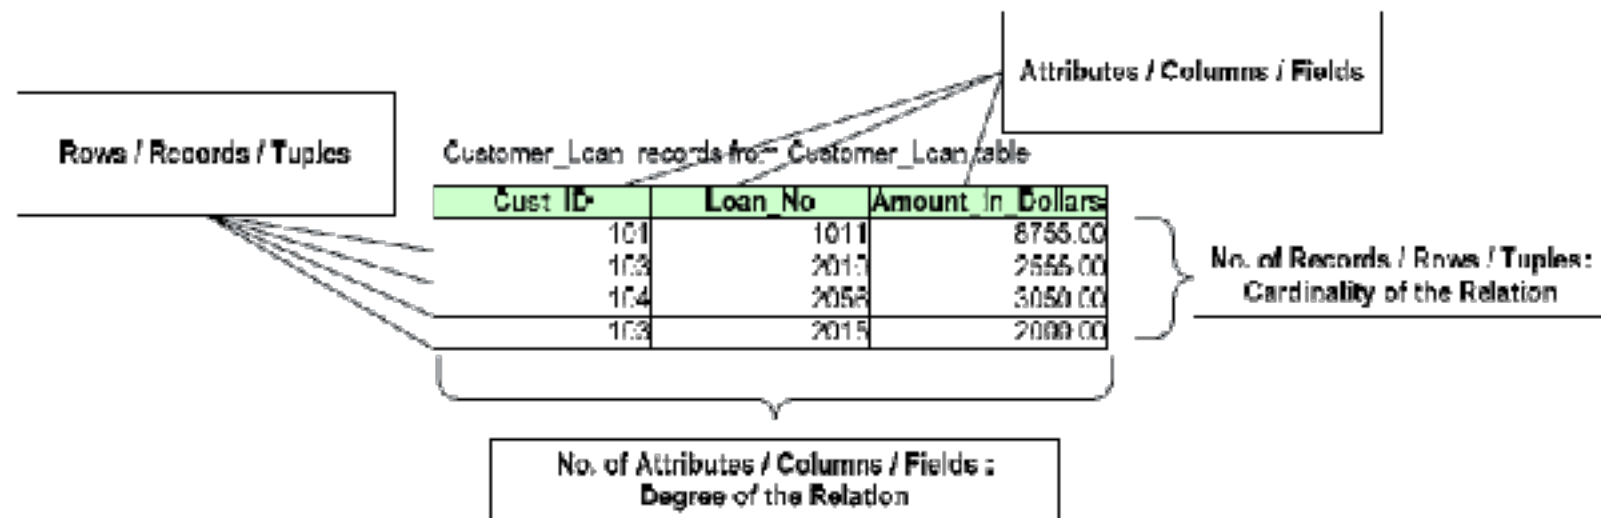 Attributes / Columns / Fields
Rows / Records / Tuples
Customer_Loan records from Customer_Loan table
Cust ID Loan_No Amount_in_Dollars
101 1011 8755.00
103 2010 2555.00
104 2056 3050.00
103 2015 2000.00
No. of Records / Rows / Tuples :
Cardinality of the Relation
No. of Attributes / Columns / Fields :
Degree of the Relation